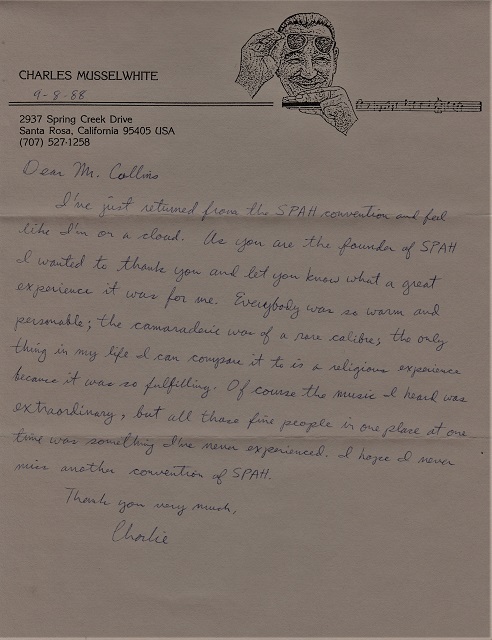 CHARLES MUSSELWHITE
9-8-88
2937 Spring Creek Drive
Santa Rosa, California 95405 USA
(707) 527-1258
Dear Mr. Collins
I've just returned from the SPAH convention and feel
like I'm or a cloud. As you are the founder of SPAH
I wanted to thank you and let you know what a great
experience it was for me. Everybody was so warm and
personable; the camaraderie was of a rare calibre; the only
thing in my life I can compare it to is a religious experience
because it was so fulfilling. Of course the music I heard was
extraordinary, but all those fine people in one place at one
time was something I've never experienced. I hope I never
miss another convention of SPAH.
Thank you very much,
Charlie